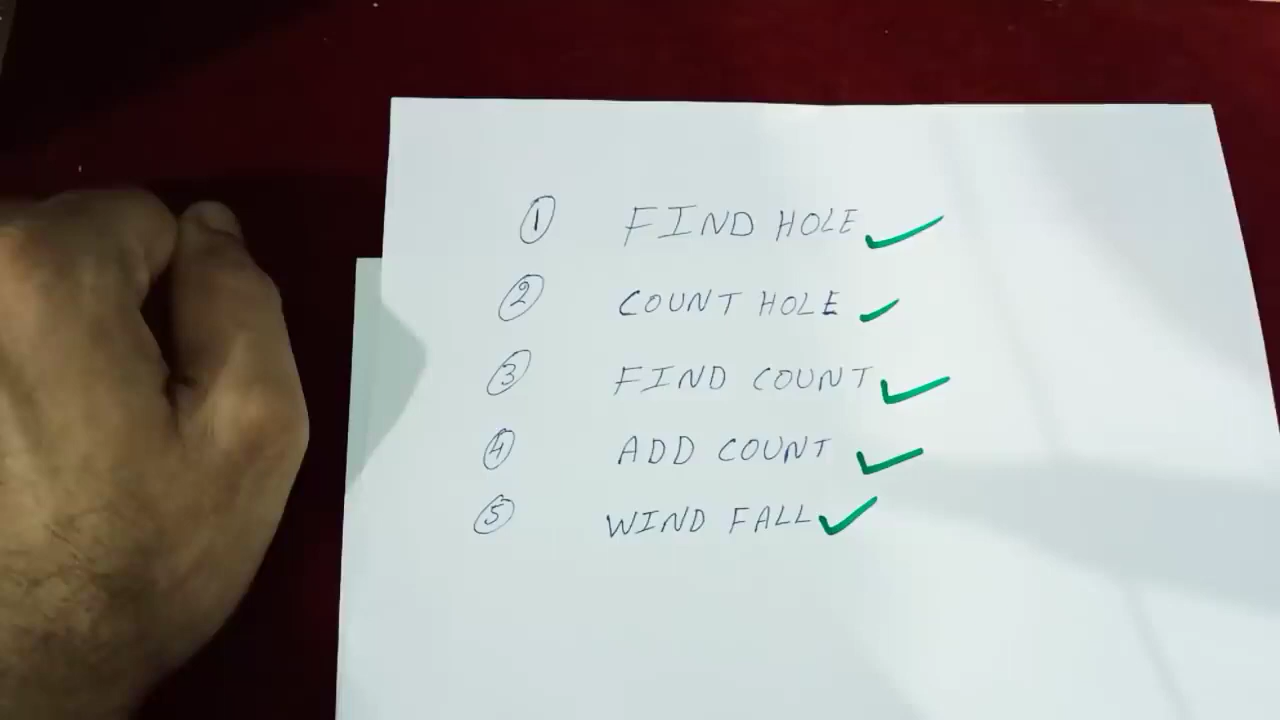 ① FIND HOLE ✓
② COUNT HOLE ✓
③ FIND COUNT ✓
④ ADD COUNT ✓
⑤ WIND FALL ✓